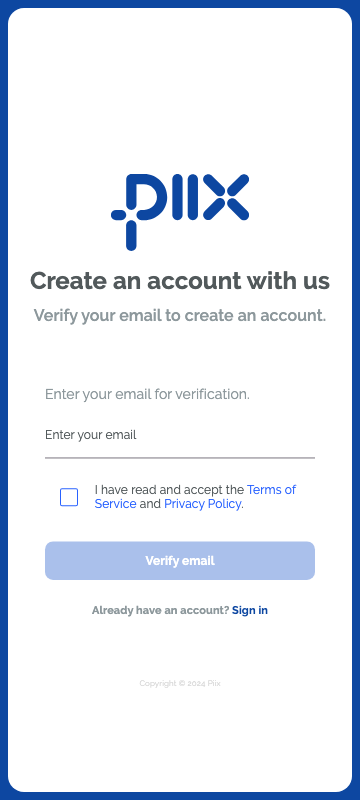 piix
Create an account with us
Verify your email to create an account.
Enter your email for verification.
Enter your email
I have read and accept the Terms of
Service and Privacy Policy.
Verify email
Already have an account? Sign in
Copyright © 2024 Piix